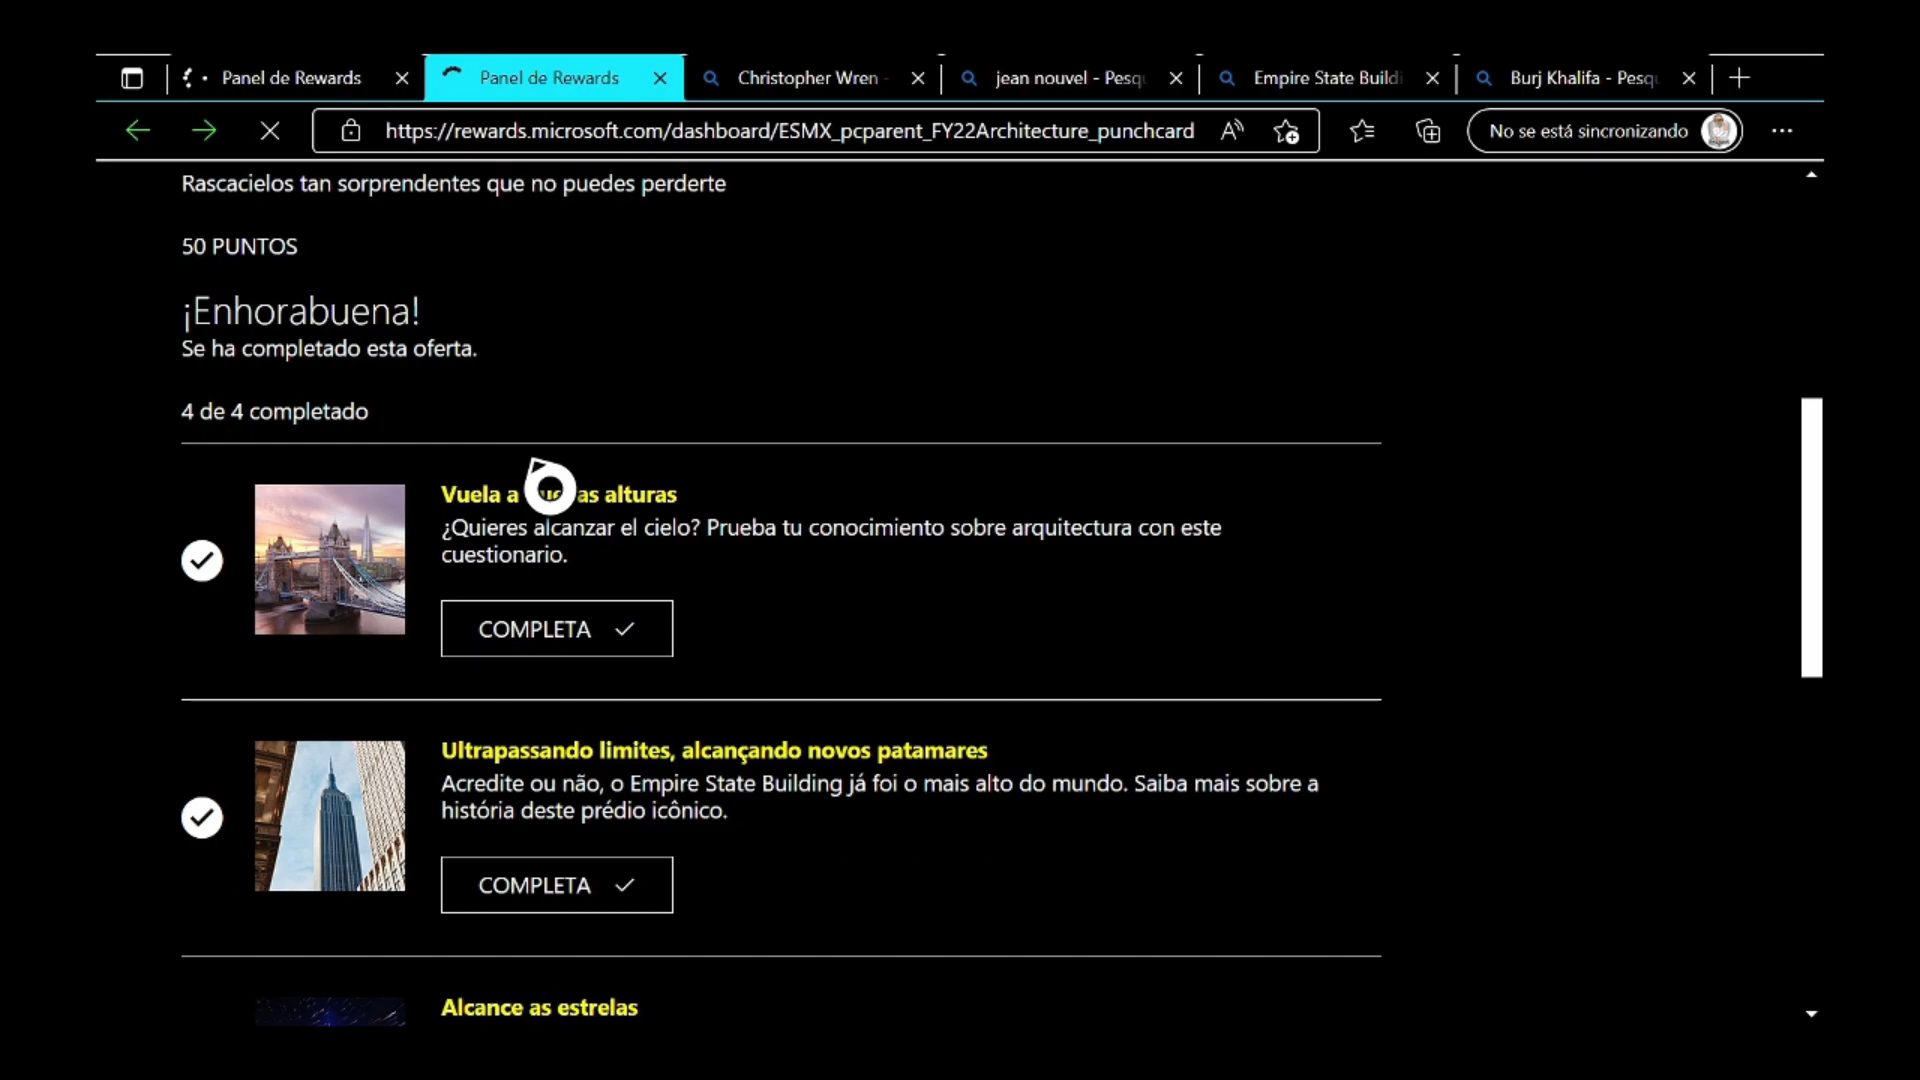 Panel de Rewards
Panel de Rewards
Christopher Wren -
jean nouvel - Pesq
Empire State Build
Burj Khalifa - Pesq
https://rewards.microsoft.com/dashboard/ESMX_pcparent_FY22Architecture_punchcard
No se está sincronizando
Rascacielos tan sorprendentes que no puedes perderte
50 PUNTOS
¡Enhorabuena!
Se ha completado esta oferta.
4 de 4 completado
Vuela a as alturas
¿Quieres alcanzar el cielo? Prueba tu conocimiento sobre arquitectura con este
cuestionario.
COMPLETA
Ultrapassando limites, alcançando novos patamares
Acredite ou não, o Empire State Building já foi o mais alto do mundo. Saiba mais sobre a
história deste prédio icônico.
COMPLETA
Alcance as estrelas